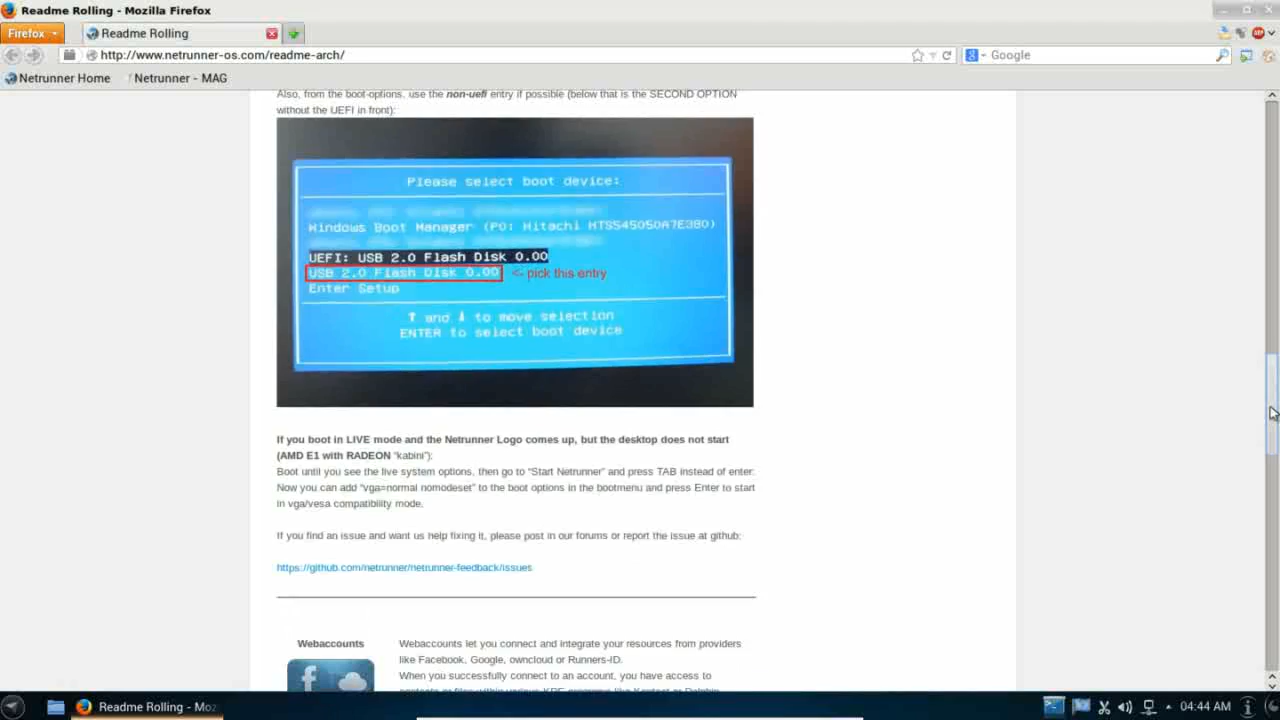 Readme Rolling - Mozilla Firefox
Firefox
Readme Rolling
http://www.netrunner-os.com/readme-arch/
Google
Netrunner Home
Netrunner - MAG
Also, from the boot-options, use the non-uefi entry if possible (below that is the SECOND OPTION
without the UEFI in front):
Please select boot device:
Windows Boot Manager (P0: Hitachi HTS545050A7E380)
UEFI: USB 2.0 Flash Disk 0.00
USB 2.0 Flash Disk 0.00 <- pick this entry
Enter Setup
↑ and ↓ to move selection
ENTER to select boot device
If you boot in LIVE mode and the Netrunner Logo comes up, but the desktop does not start
(AMD E1 with RADEON “kabini”):
Boot until you see the live system options, then go to “Start Netrunner” and press TAB instead of enter:
Now you can add “vga=normal nomodeset” to the boot options in the bootmenu and press Enter to start
in vga/vesa compatibility mode.
If you find an issue and want us help fixing it, please post in our forums or report the issue at github:
https://github.com/netrunner/netrunner-feedback/issues
Webaccounts
Webaccounts let you connect and integrate your resources from providers
like Facebook, Google, owncloud or Runners-ID.
When you successfully connect to an account, you have access to
Readme Rolling - Moz
04:44 AM